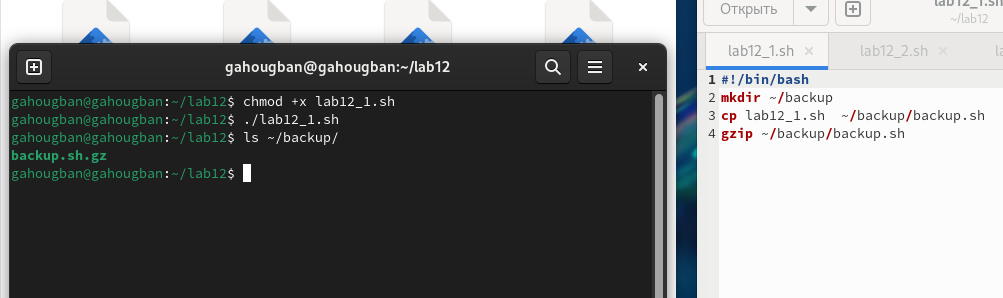 gahougban@gahougban:~/lab12
gahougban@gahougban:~/lab12$ chmod +x lab12_1.sh
gahougban@gahougban:~/lab12$ ./lab12_1.sh
gahougban@gahougban:~/lab12$ ls ~/backup/
backup.sh.gz
gahougban@gahougban:~/lab12$
Открыть
lab12_1.sh
~/lab12
lab12_1.sh
lab12_2.sh
1 #!/bin/bash
2 mkdir ~/backup
3 cp lab12_1.sh  ~/backup/backup.sh
4 gzip ~/backup/backup.sh